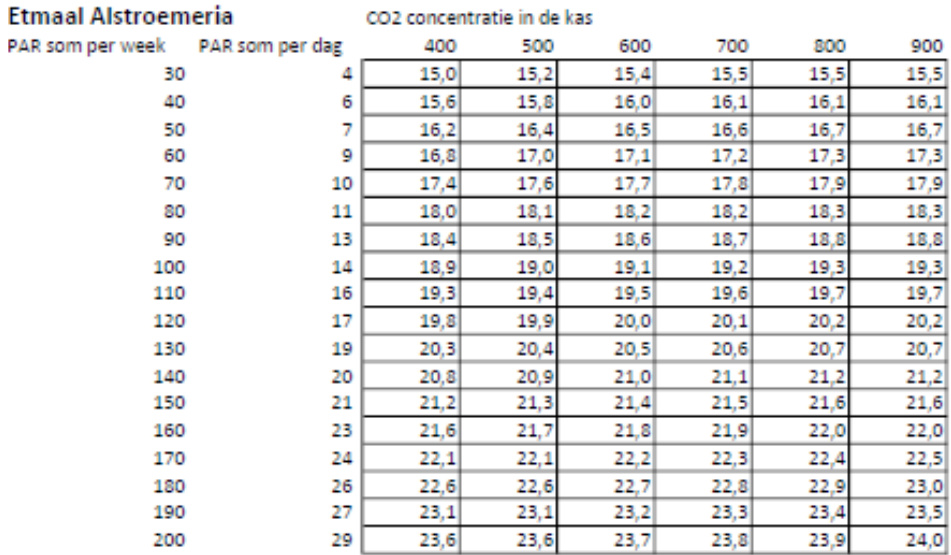 Etmaal Alstroemeria CO2 concentratie in de kas
PAR som per week PAR som per dag 400 500 600 700 800 900
30 4 15,0 15,2 15,4 15,5 15,5 15,5
40 6 15,6 15,8 16,0 16,1 16,1 16,1
50 7 16,2 16,4 16,5 16,6 16,7 16,7
60 9 16,8 17,0 17,1 17,2 17,3 17,3
70 10 17,4 17,6 17,7 17,8 17,9 17,9
80 11 18,0 18,1 18,2 18,2 18,3 18,3
90 13 18,4 18,5 18,6 18,7 18,8 18,8
100 14 18,9 19,0 19,1 19,2 19,3 19,3
110 16 19,3 19,4 19,5 19,6 19,7 19,7
120 17 19,8 19,9 20,0 20,1 20,2 20,2
130 19 20,3 20,4 20,5 20,6 20,7 20,7
140 20 20,8 20,9 21,0 21,1 21,2 21,2
150 21 21,2 21,3 21,4 21,5 21,6 21,6
160 23 21,6 21,7 21,8 21,9 22,0 22,0
170 24 22,1 22,1 22,2 22,3 22,4 22,5
180 26 22,6 22,6 22,7 22,8 22,9 23,0
190 27 23,1 23,1 23,2 23,3 23,4 23,5
200 29 23,6 23,6 23,7 23,8 23,9 24,0